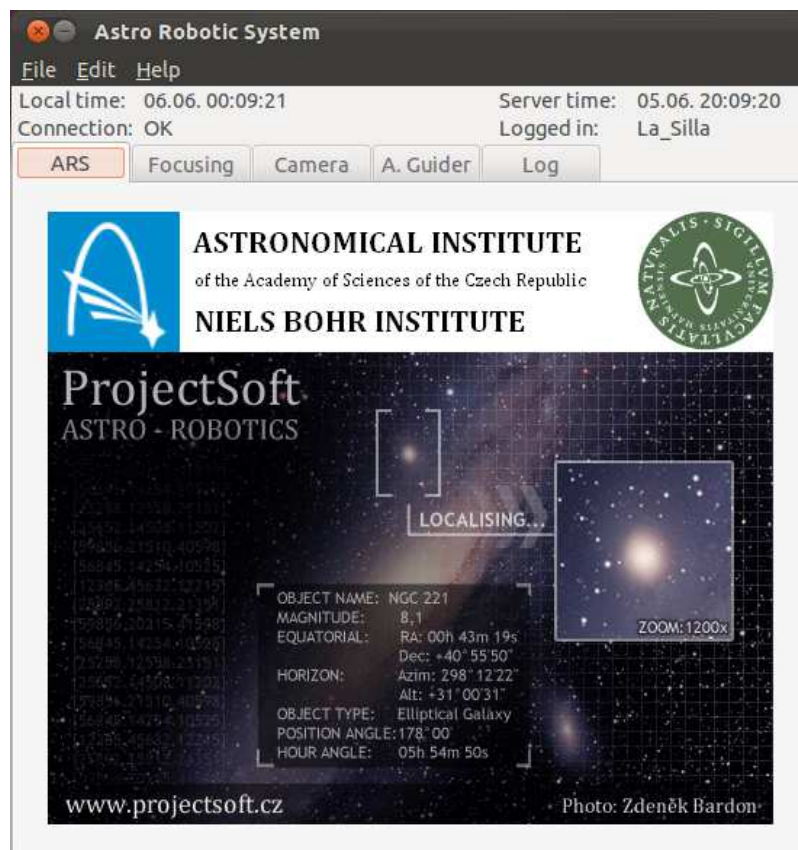 Astro Robotic System
File Edit Help
Local time: 06.06. 00:09:21 Server time: 05.06. 20:09:20
Connection: OK Logged in: La_Silla
ARS Focusing Camera A. Guider Log
ASTRONOMICAL INSTITUTE
of the Academy of Sciences of the Czech Republic
NIELS BOHR INSTITUTE
ProjectSoft
ASTRO - ROBOTICS
LOCALISING...
ZOOM: 1200x
OBJECT NAME: NGC 221
MAGNITUDE: 8,1
EQUATORIAL: RA: 00h 43m 19s
Dec: +40°55'50"
HORIZON: Azim: 298°12'22"
Alt: +31°00'31"
OBJECT TYPE: Elliptical Galaxy
POSITION ANGLE: 178°00'
HOUR ANGLE: 05h 54m 50s
www.projectsoft.cz Photo: Zdeněk Bardon